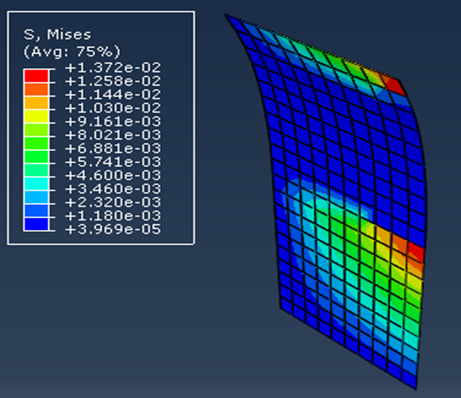 S, Mises
(Avg: 75%)
+1.372e-02
+1.258e-02
+1.144e-02
+1.030e-02
+9.161e-03
+8.021e-03
+6.881e-03
+5.741e-03
+4.600e-03
+3.460e-03
+2.320e-03
+1.180e-03
+3.969e-05